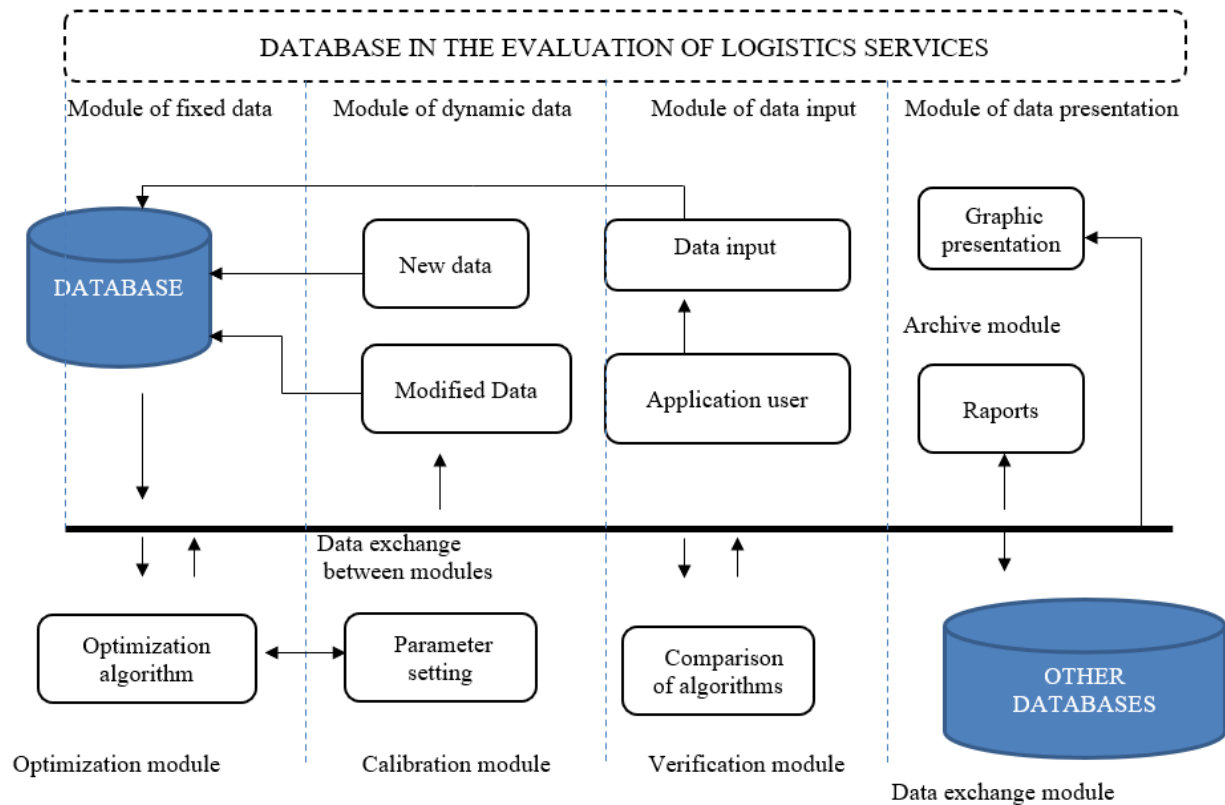 DATABASE IN THE EVALUATION OF LOGISTICS SERVICES
Module of fixed data
Module of dynamic data
Module of data input
Module of data presentation
DATABASE
New data
Modified Data
Data input
Application user
Graphic
presentation
Archive module
Raports
Data exchange
between modules
Optimization
algorithm
Parameter
setting
Comparison
of algorithms
OTHER
DATABASES
Optimization module
Calibration module
Verification module
Data exchange module